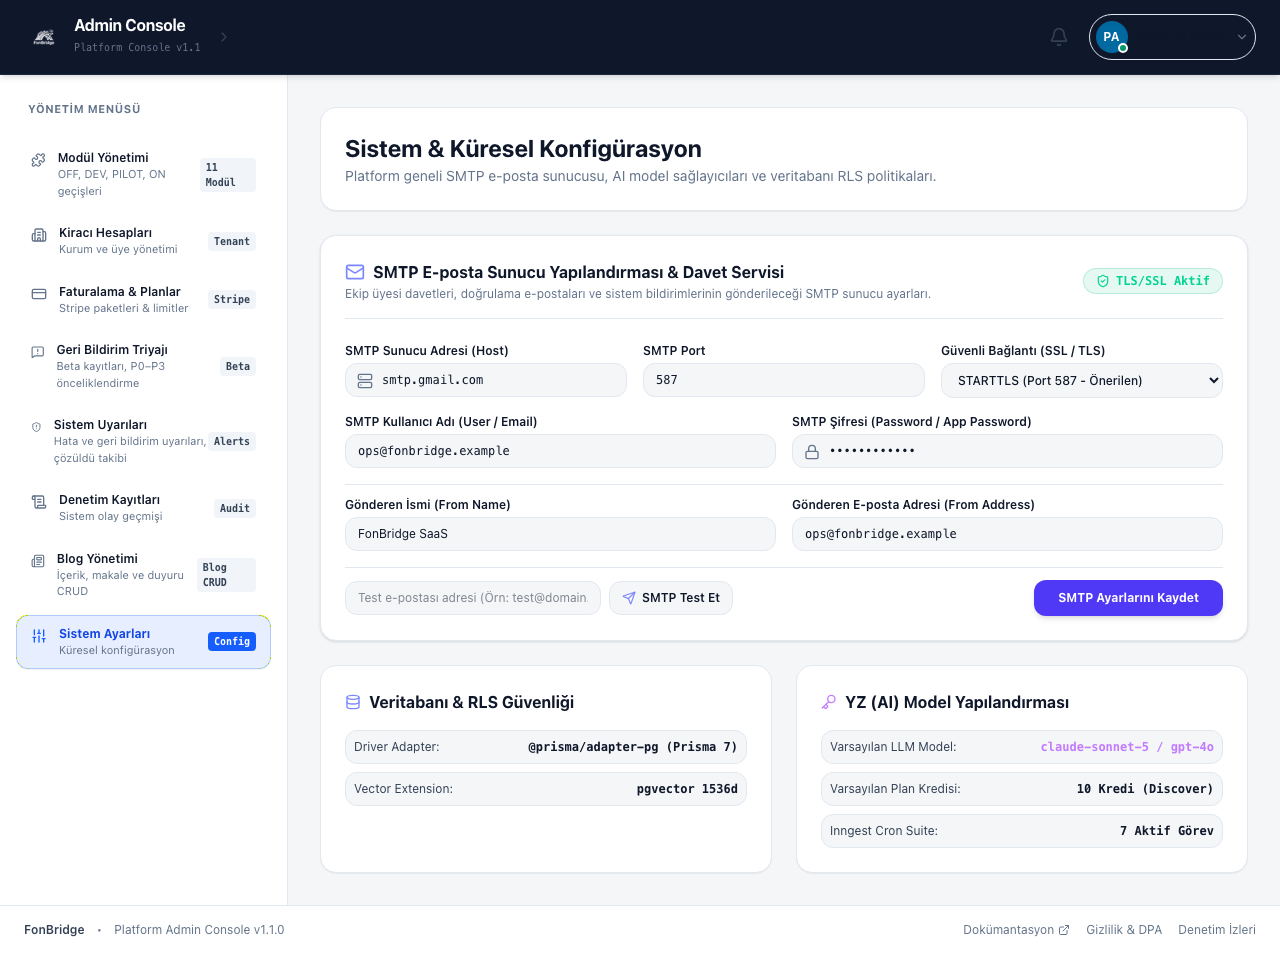 FonBridge
Admin Console
Platform Console v1.1
PA
YÖNETİM MENÜSÜ
Modül Yönetimi
OFF, DEV, PILOT, ON
geçişleri
11
Modül
Kiracı Hesapları
Kurum ve üye yönetimi
Tenant
Faturalama & Planlar
Stripe paketleri & limitler
Stripe
Geri Bildirim Triyajı
Beta kayıtları, P0–P3
önceliklendirme
Beta
Sistem Uyarıları
Hata ve geri bildirim uyarıları,
çözüldü takibi
Alerts
Denetim Kayıtları
Sistem olay geçmişi
Audit
Blog Yönetimi
İçerik, makale ve duyuru
CRUD
Blog
CRUD
Sistem Ayarları
Küresel konfigürasyon
Config
Sistem & Küresel Konfigürasyon
Platform geneli SMTP e-posta sunucusu, AI model sağlayıcıları ve veritabanı RLS politikaları.
SMTP E-posta Sunucu Yapılandırması & Davet Servisi
Ekip üyesi davetleri, doğrulama e-postaları ve sistem bildirimlerinin gönderileceği SMTP sunucu ayarları.
TLS/SSL Aktif
SMTP Sunucu Adresi (Host)
SMTP Port
Güvenli Bağlantı (SSL / TLS)
smtp.gmail.com
587
STARTTLS (Port 587 - Önerilen)
SMTP Kullanıcı Adı (User / Email)
SMTP Şifresi (Password / App Password)
ops@fonbridge.example
••••••••••••
Gönderen İsmi (From Name)
Gönderen E-posta Adresi (From Address)
FonBridge SaaS
ops@fonbridge.example
Test e-postası adresi (Örn: test@domain.
SMTP Test Et
SMTP Ayarlarını Kaydet
Veritabanı & RLS Güvenliği
Driver Adapter:
@prisma/adapter-pg (Prisma 7)
Vector Extension:
pgvector 1536d
YZ (AI) Model Yapılandırması
Varsayılan LLM Model:
claude-sonnet-5 / gpt-4o
Varsayılan Plan Kredisi:
10 Kredi (Discover)
Inngest Cron Suite:
7 Aktif Görev
FonBridge • Platform Admin Console v1.1.0
Dokümantasyon
Gizlilik & DPA
Denetim İzleri